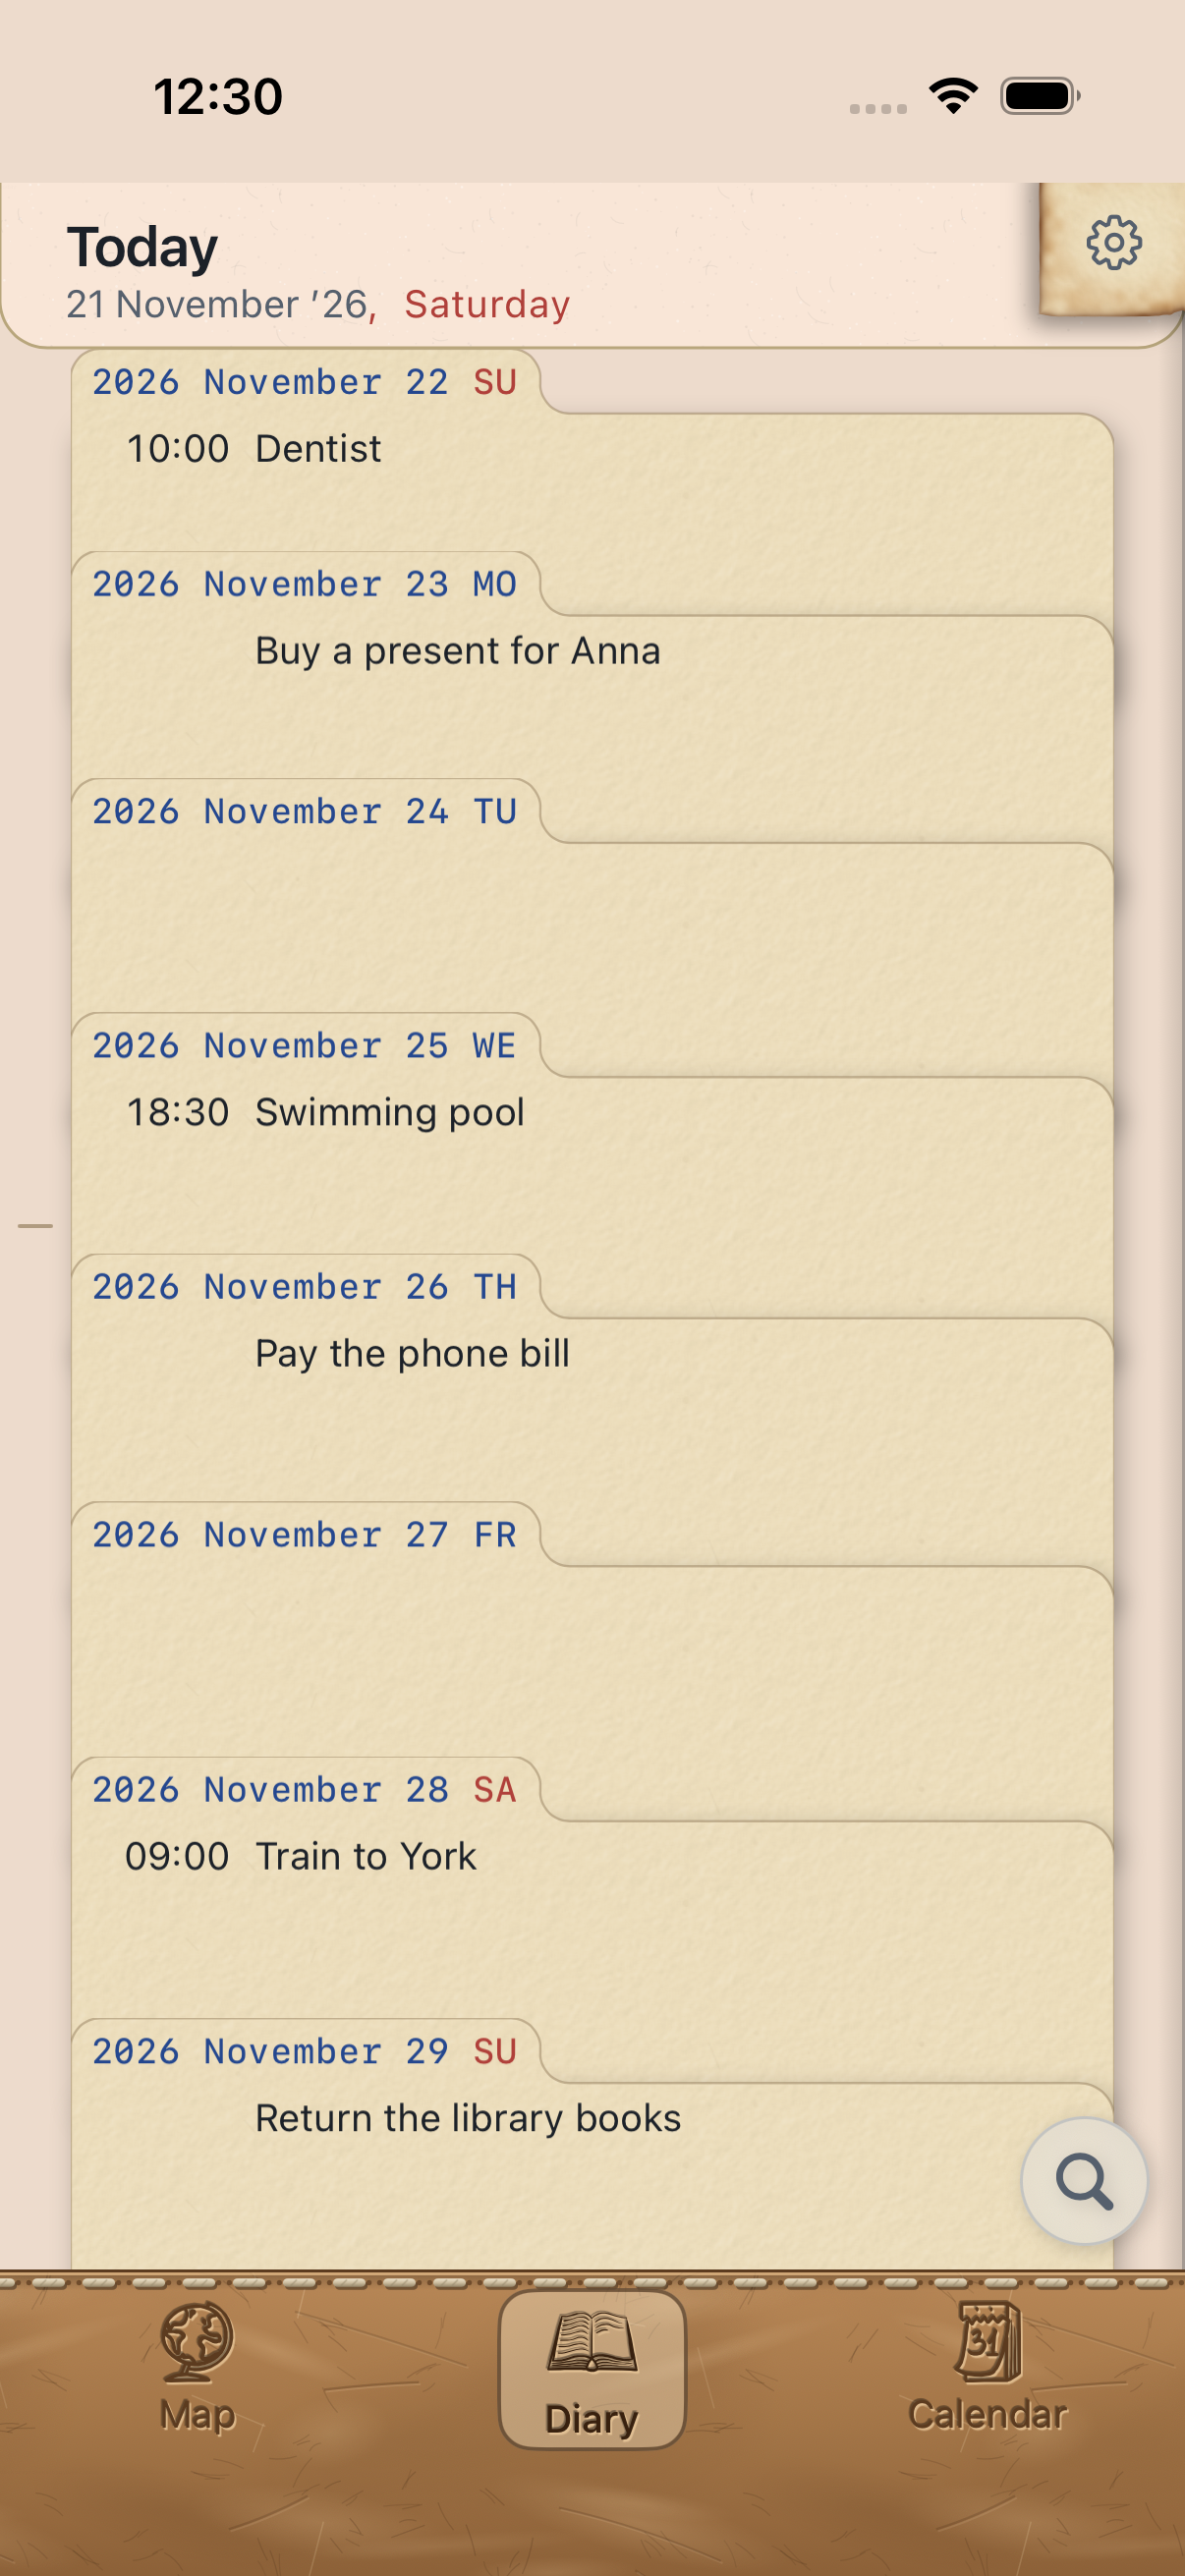 12:30
Today
21 November ’26, Saturday
2026 November 22 SU
10:00 Dentist
2026 November 23 MO
Buy a present for Anna
2026 November 24 TU
2026 November 25 WE
18:30 Swimming pool
2026 November 26 TH
Pay the phone bill
2026 November 27 FR
2026 November 28 SA
09:00 Train to York
2026 November 29 SU
Return the library books
31
Map Diary Calendar